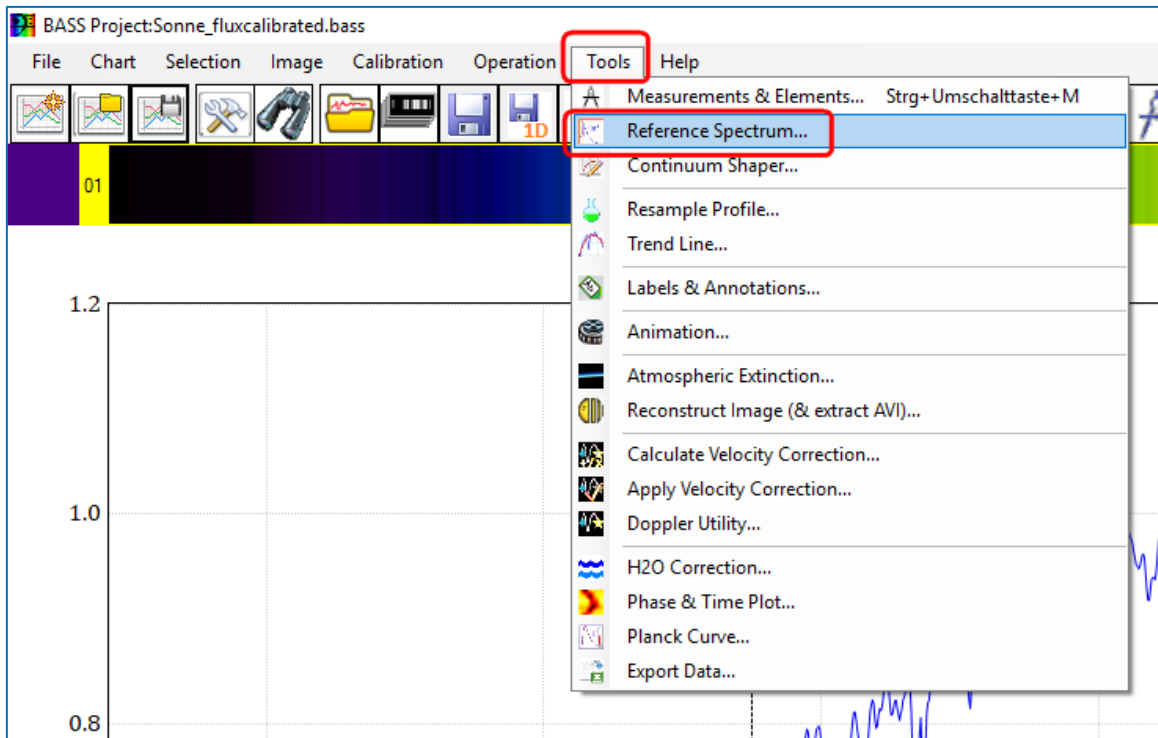 BASS Project:Sonne_fluxcalibrated.bass
File Chart Selection Image Calibration Operation Tools Help
1D
01
Measurements & Elements... Strg+Umschalttaste+M
Reference Spectrum...
Continuum Shaper...
Resample Profile...
Trend Line...
Labels & Annotations...
Animation...
Atmospheric Extinction...
Reconstruct Image (& extract AVI)...
Calculate Velocity Correction...
Apply Velocity Correction...
Doppler Utility...
H2O Correction...
Phase & Time Plot...
Planck Curve...
Export Data...
1.2
1.0
0.8